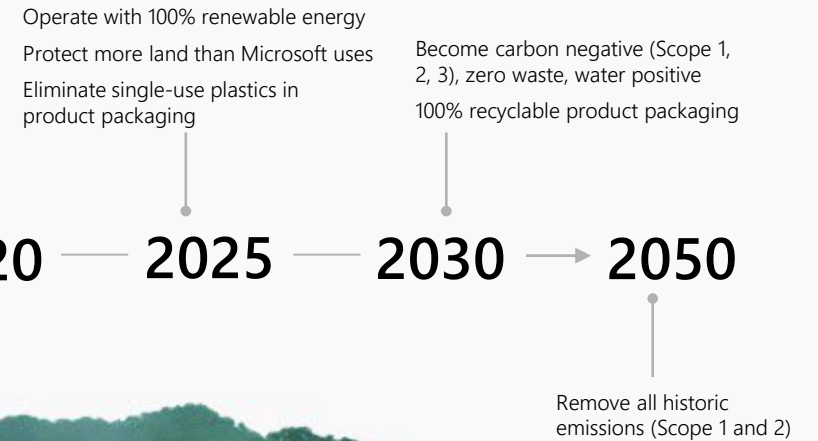 Operate with 100% renewable energy
Protect more land than Microsoft uses
Eliminate single-use plastics in
product packaging
Become carbon negative (Scope 1,
2, 3), zero waste, water positive
100% recyclable product packaging
20 2025 2030 2050
Remove all historic
emissions (Scope 1 and 2)